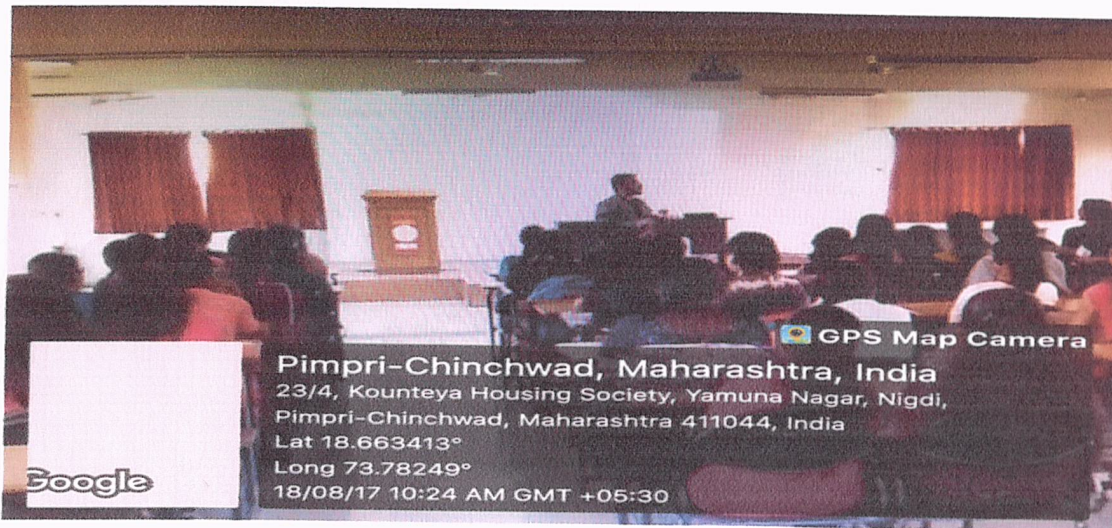 GPS Map Camera
Pimpri-Chinchwad, Maharashtra, India
23/4, Kounteya Housing Society, Yamuna Nagar, Nigdi,
Pimpri-Chinchwad, Maharashtra 411044, India
Lat 18.663413°
Long 73.78249°
18/08/17 10:24 AM GMT +05:30
Google